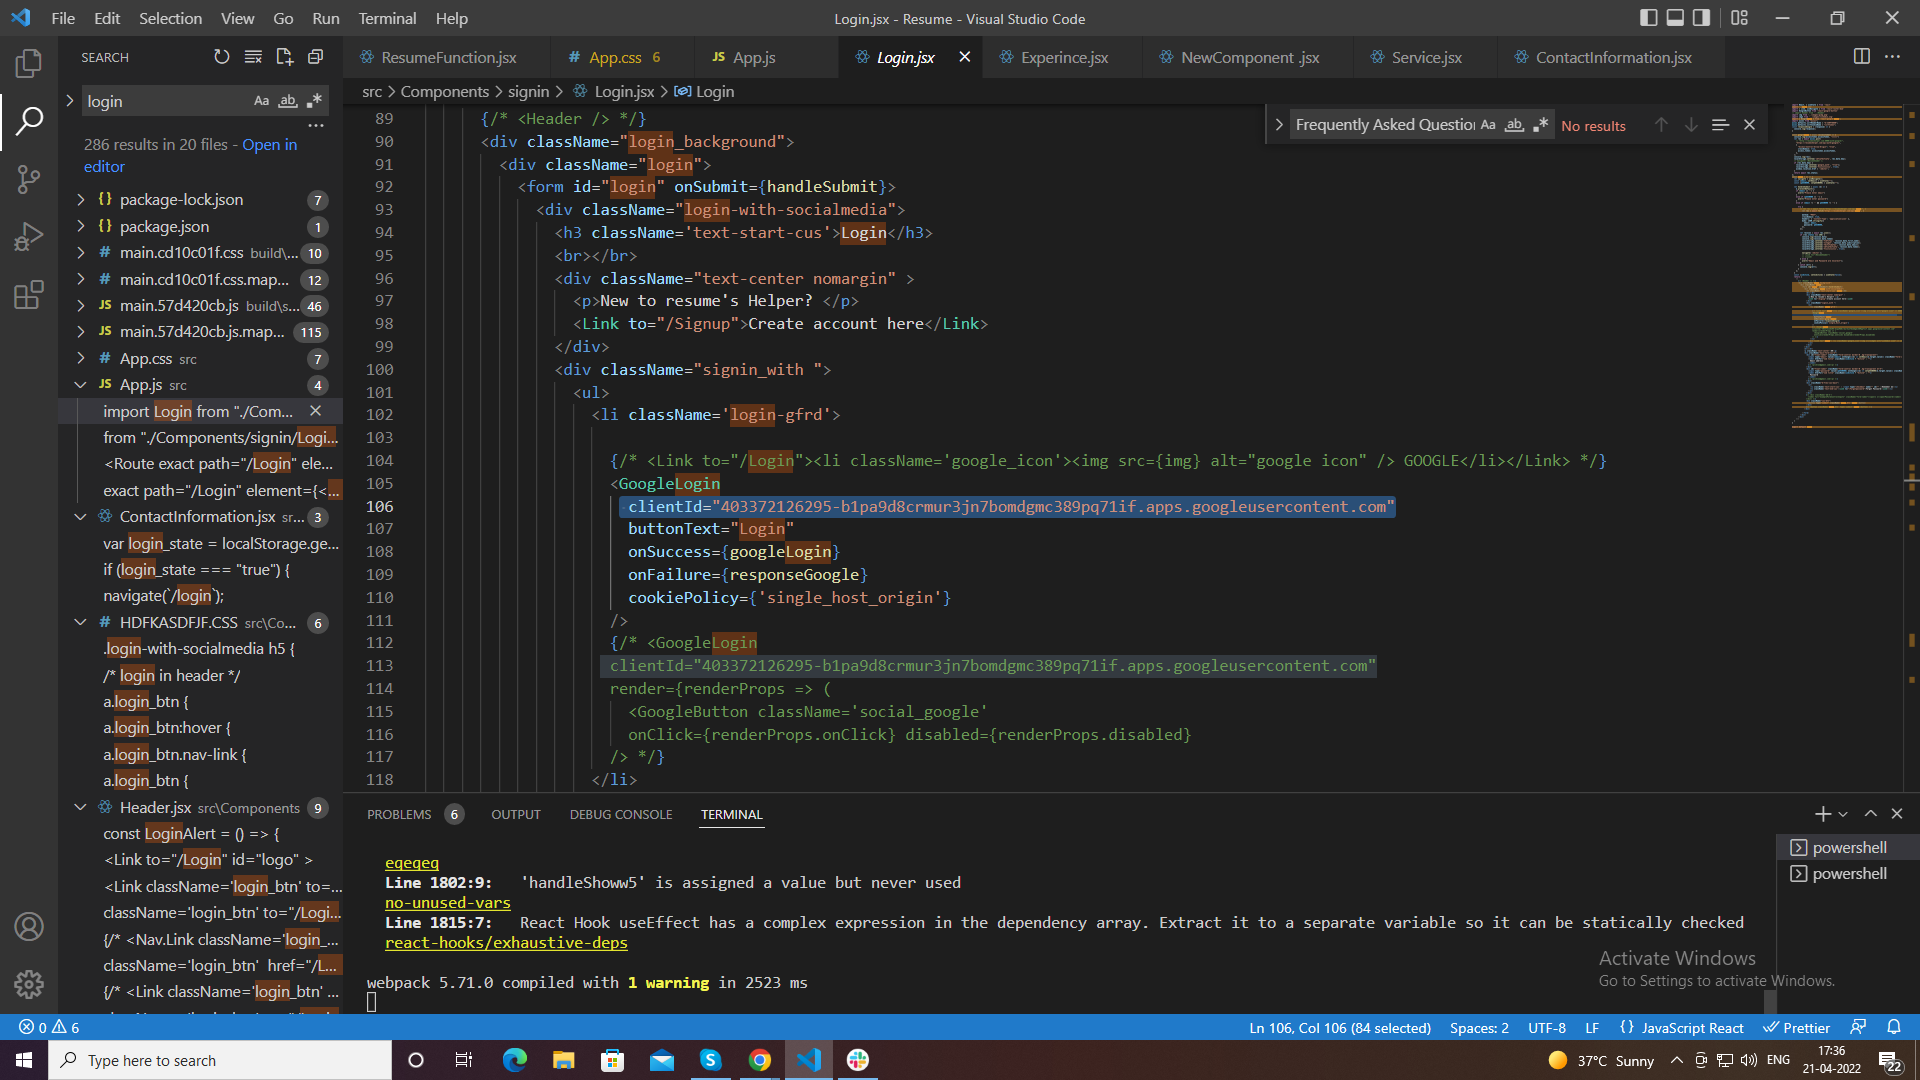 File Edit Selection View Go Run Terminal Help
Login.jsx - Resume - Visual Studio Code
SEARCH
login
Aa ab .*
286 results in 20 files - Open in
editor
{} package-lock.json 7
{} package.json 1
# main.cd10c01f.css build\... 10
# main.cd10c01f.css.map... 12
JS main.57d420cb.js build\s... 46
JS main.57d420cb.js.map... 115
# App.css src 7
JS App.js src 4
import Login from "./Com...
from "./Components/signin/Logi...
<Route exact path="/Login" ele...
exact path="/Login" element={<...
ContactInformation.jsx sr... 3
var login_state = localStorage.ge...
if (login_state === "true") {
navigate(`/login`);
# HDFKASDFJF.CSS src\Co... 6
.login-with-socialmedia h5 {
/* login in header */
a.login_btn {
a.login_btn:hover {
a.login_btn.nav-link {
a.login_btn {
Header.jsx src\Components 9
const LoginAlert = () => {
<Link to="/Login" id="logo" >
<Link className='login_btn' to=...
className='login_btn' to="/Logi...
{/* <Nav.Link className='login_...
className='login_btn' href="/L...
{/* <Link className='login_btn' ...
ResumeFunction.jsx # App.css 6 JS App.js Login.jsx Experince.jsx NewComponent .jsx Service.jsx ContactInformation.jsx
src > Components > signin > Login.jsx > Login
Frequently Asked Question Aa ab .* No results
89 {/* <Header /> */}
90 <div className="login_background">
91 <div className="login">
92 <form id="login" onSubmit={handleSubmit}>
93 <div className="login-with-socialmedia">
94 <h3 className='text-start-cus'>Login</h3>
95 <br></br>
96 <div className="text-center nomargin" >
97 <p>New to resume's Helper? </p>
98 <Link to="/Signup">Create account here</Link>
99 </div>
100 <div className="signin_with ">
101 <ul>
102 <li className='login-gfrd'>
103
104 {/* <Link to="/Login"><li className='google_icon'><img src={img} alt="google icon" /> GOOGLE</li></Link> */}
105 <GoogleLogin
106 clientId="403372126295-b1pa9d8crmur3jn7bomdgmc389pq71if.apps.googleusercontent.com"
107 buttonText="Login"
108 onSuccess={googleLogin}
109 onFailure={responseGoogle}
110 cookiePolicy={'single_host_origin'}
111 />
112 {/* <GoogleLogin
113 clientId="403372126295-b1pa9d8crmur3jn7bomdgmc389pq71if.apps.googleusercontent.com"
114 render={renderProps => (
115 <GoogleButton className='social_google'
116 onClick={renderProps.onClick} disabled={renderProps.disabled}
117 /> */}
118 </li>
PROBLEMS 6 OUTPUT DEBUG CONSOLE TERMINAL
powershell
powershell
eqeqeq
Line 1802:9: 'handleShoww5' is assigned a value but never used
no-unused-vars
Line 1815:7: React Hook useEffect has a complex expression in the dependency array. Extract it to a separate variable so it can be statically checked
react-hooks/exhaustive-deps
webpack 5.71.0 compiled with 1 warning in 2523 ms
Activate Windows
Go to Settings to activate Windows.
0 6
Ln 106, Col 106 (84 selected) Spaces: 2 UTF-8 LF {} JavaScript React Prettier
Type here to search
37°C Sunny ENG
17:36
21-04-2022
22